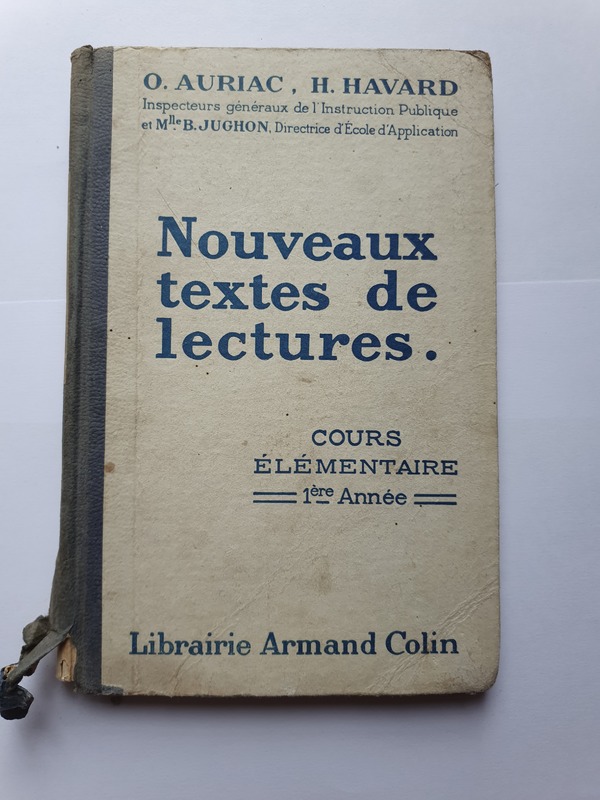 O. AURIAC, H. HAVARD
Inspecteurs généraux de l'Instruction Publique
et Mlle B. JUGHON, Directrice d'École d'Application
Nouveaux
textes de
lectures.
COURS
ÉLÉMENTAIRE
1ère Année
Librairie Armand Colin